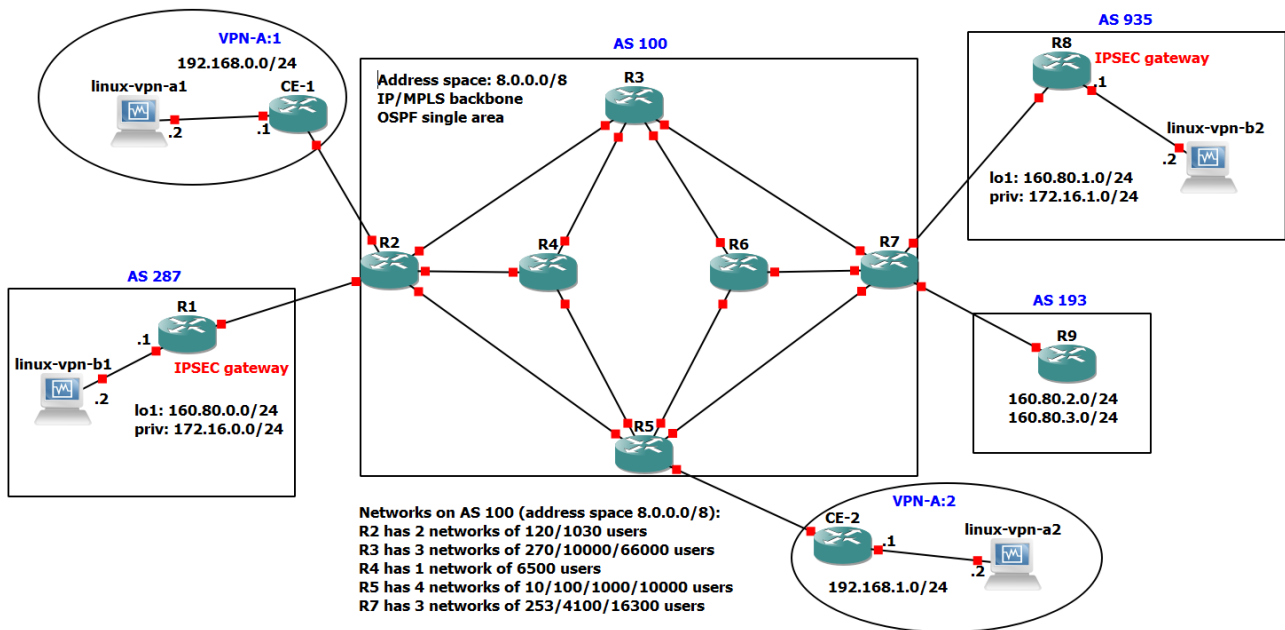 VPN-A:1
192.168.0.0/24
linux-vpn-a1
CE-1
.2
.1
AS 100
Address space: 8.0.0.0/8
IP/MPLS backbone
OSPF single area
R3
R2
R4
R6
R7
R5
AS 935
R8
IPSEC gateway
.1
linux-vpn-b2
.2
lo1: 160.80.1.0/24
priv: 172.16.1.0/24
AS 287
R1
.1
IPSEC gateway
linux-vpn-b1
.2
lo1: 160.80.0.0/24
priv: 172.16.0.0/24
AS 193
R9
160.80.2.0/24
160.80.3.0/24
Networks on AS 100 (address space 8.0.0.0/8):
R2 has 2 networks of 120/1030 users
R3 has 3 networks of 270/10000/66000 users
R4 has 1 network of 6500 users
R5 has 4 networks of 10/100/1000/10000 users
R7 has 3 networks of 253/4100/16300 users
VPN-A:2
CE-2
linux-vpn-a2
.1
.2
192.168.1.0/24